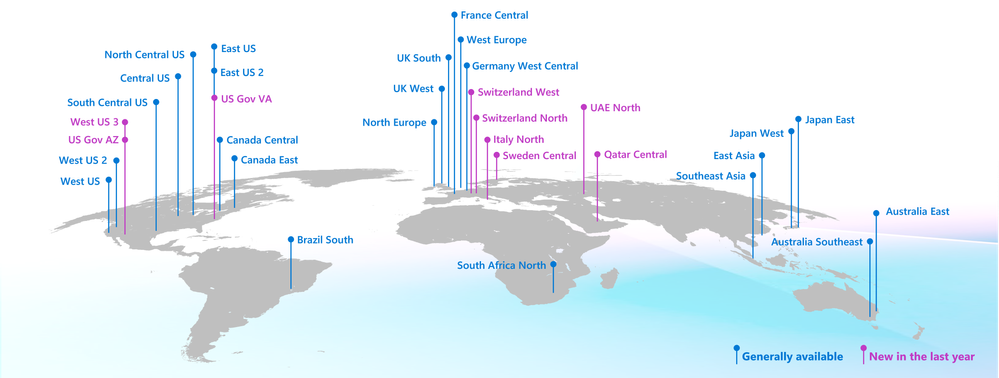 France Central
West Europe
East US
North Central US
UK South
Germany West Central
East US 2
Central US
UK West
Switzerland West
US Gov VA
South Central US
UAE North
West US 3
North Europe
Switzerland North
Japan East
Japan West
US Gov AZ
Canada Central
Italy North
West US 2
Canada East
Sweden Central
Qatar Central
East Asia
Southeast Asia
West US
Australia East
Brazil South
Australia Southeast
South Africa North
Generally available
New in the last year